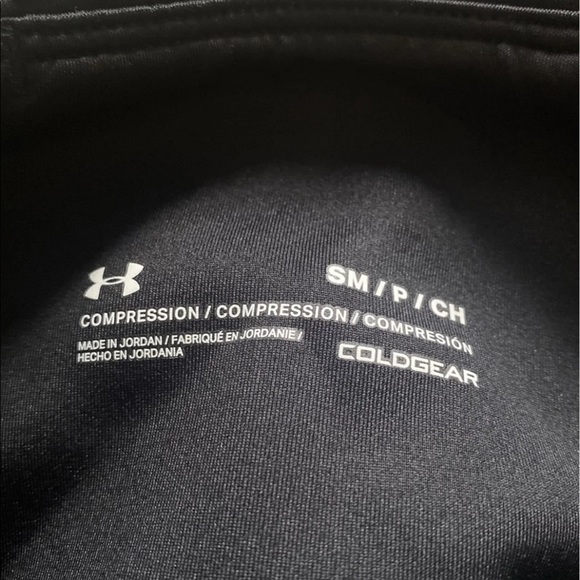 SM / P / CH
COMPRESSION / COMPRESSION / COMPRESIÓN
MADE IN JORDAN / FABRIQUÉ EN JORDANIE /
HECHO EN JORDANIA
COLDGEAR